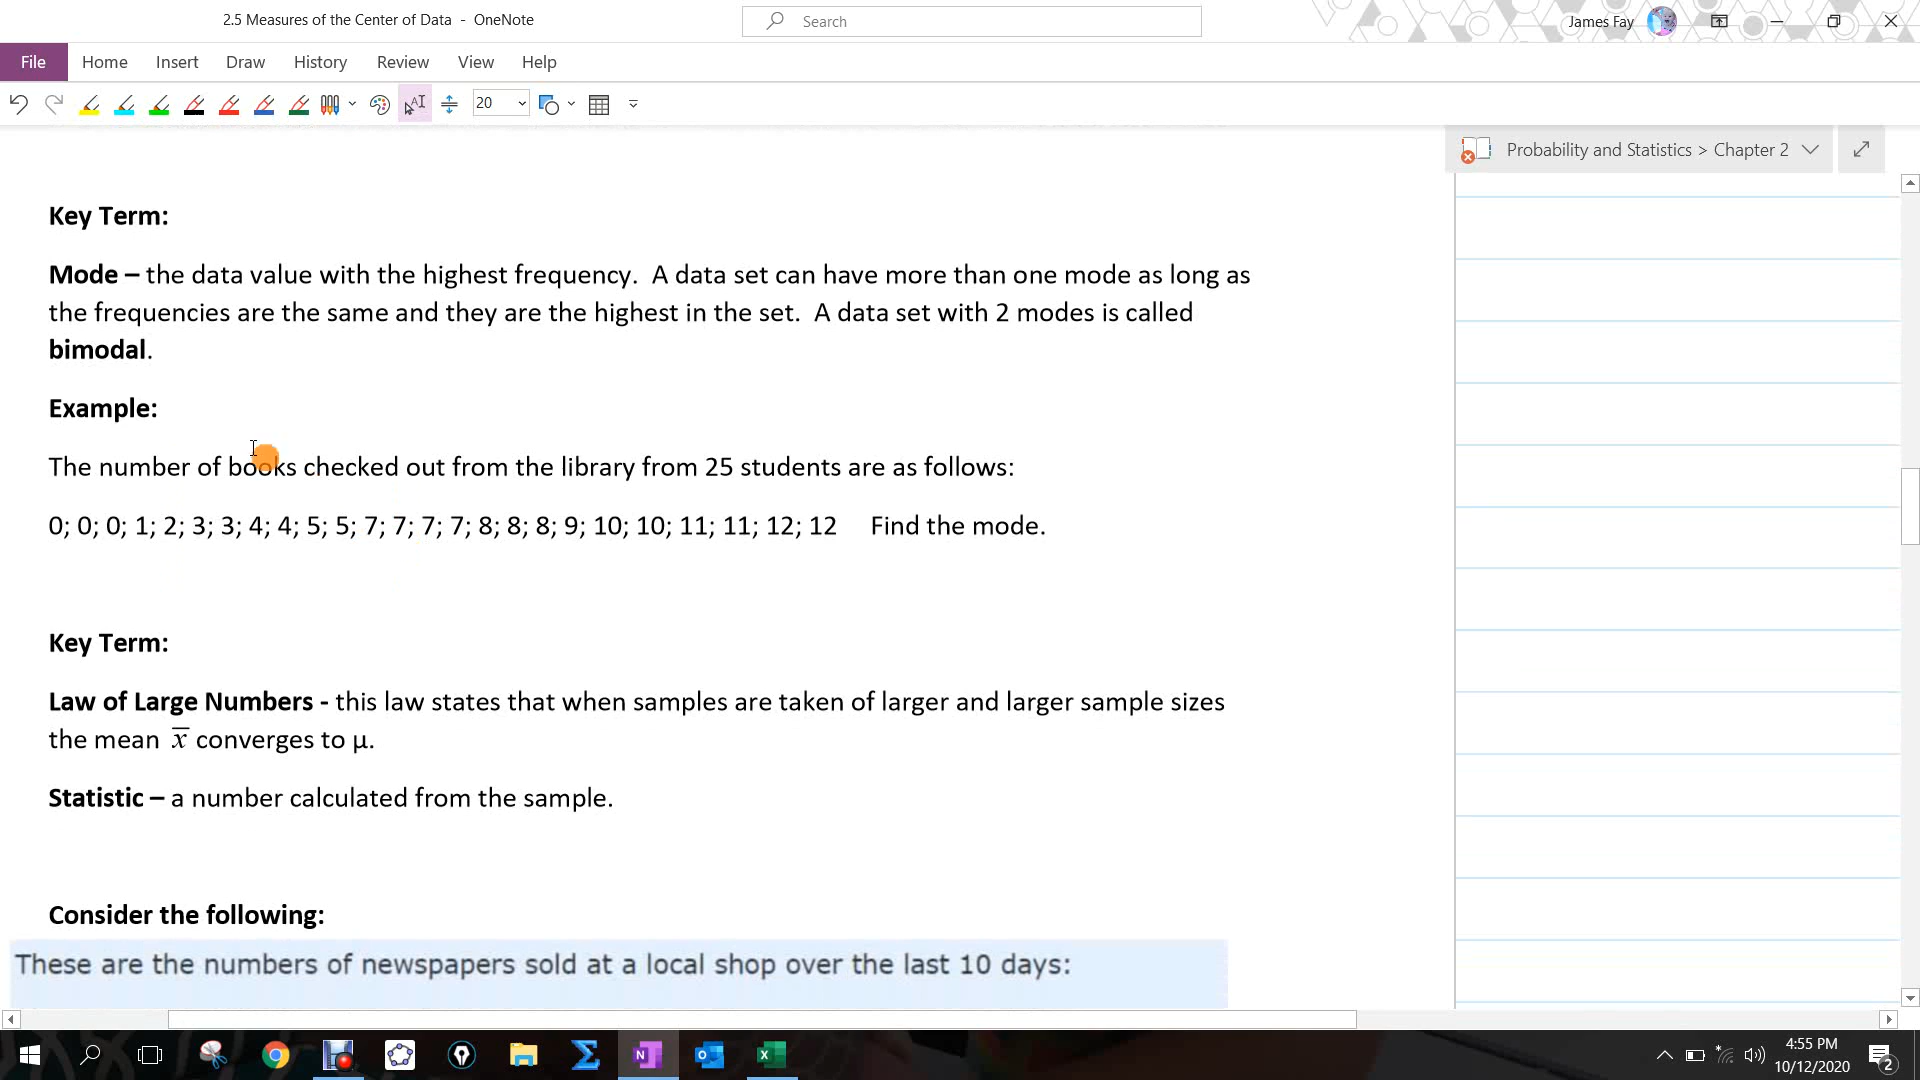 2.5 Measures of the Center of Data - OneNote
Search
James Fay
File Home Insert Draw History Review View Help
20
Probability and Statistics > Chapter 2
Key Term:
Mode – the data value with the highest frequency. A data set can have more than one mode as long as
the frequencies are the same and they are the highest in the set. A data set with 2 modes is called
bimodal.
Example:
The number of books checked out from the library from 25 students are as follows:
0; 0; 0; 1; 2; 3; 3; 4; 4; 5; 5; 7; 7; 7; 7; 8; 8; 8; 9; 10; 10; 11; 11; 12; 12 Find the mode.
Key Term:
Law of Large Numbers - this law states that when samples are taken of larger and larger sample sizes
the mean x̅ converges to µ.
Statistic – a number calculated from the sample.
Consider the following:
These are the numbers of newspapers sold at a local shop over the last 10 days:
4:55 PM
10/12/2020
2